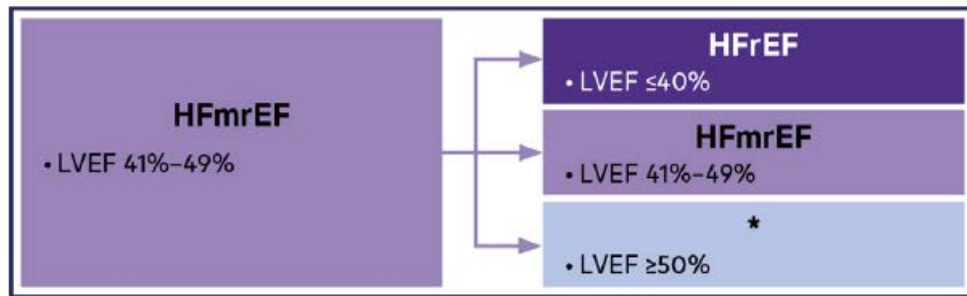 HFmrEF
• LVEF 41%–49%
HFrEF
• LVEF ≤40%
HFmrEF
• LVEF 41%–49%
*
• LVEF ≥50%